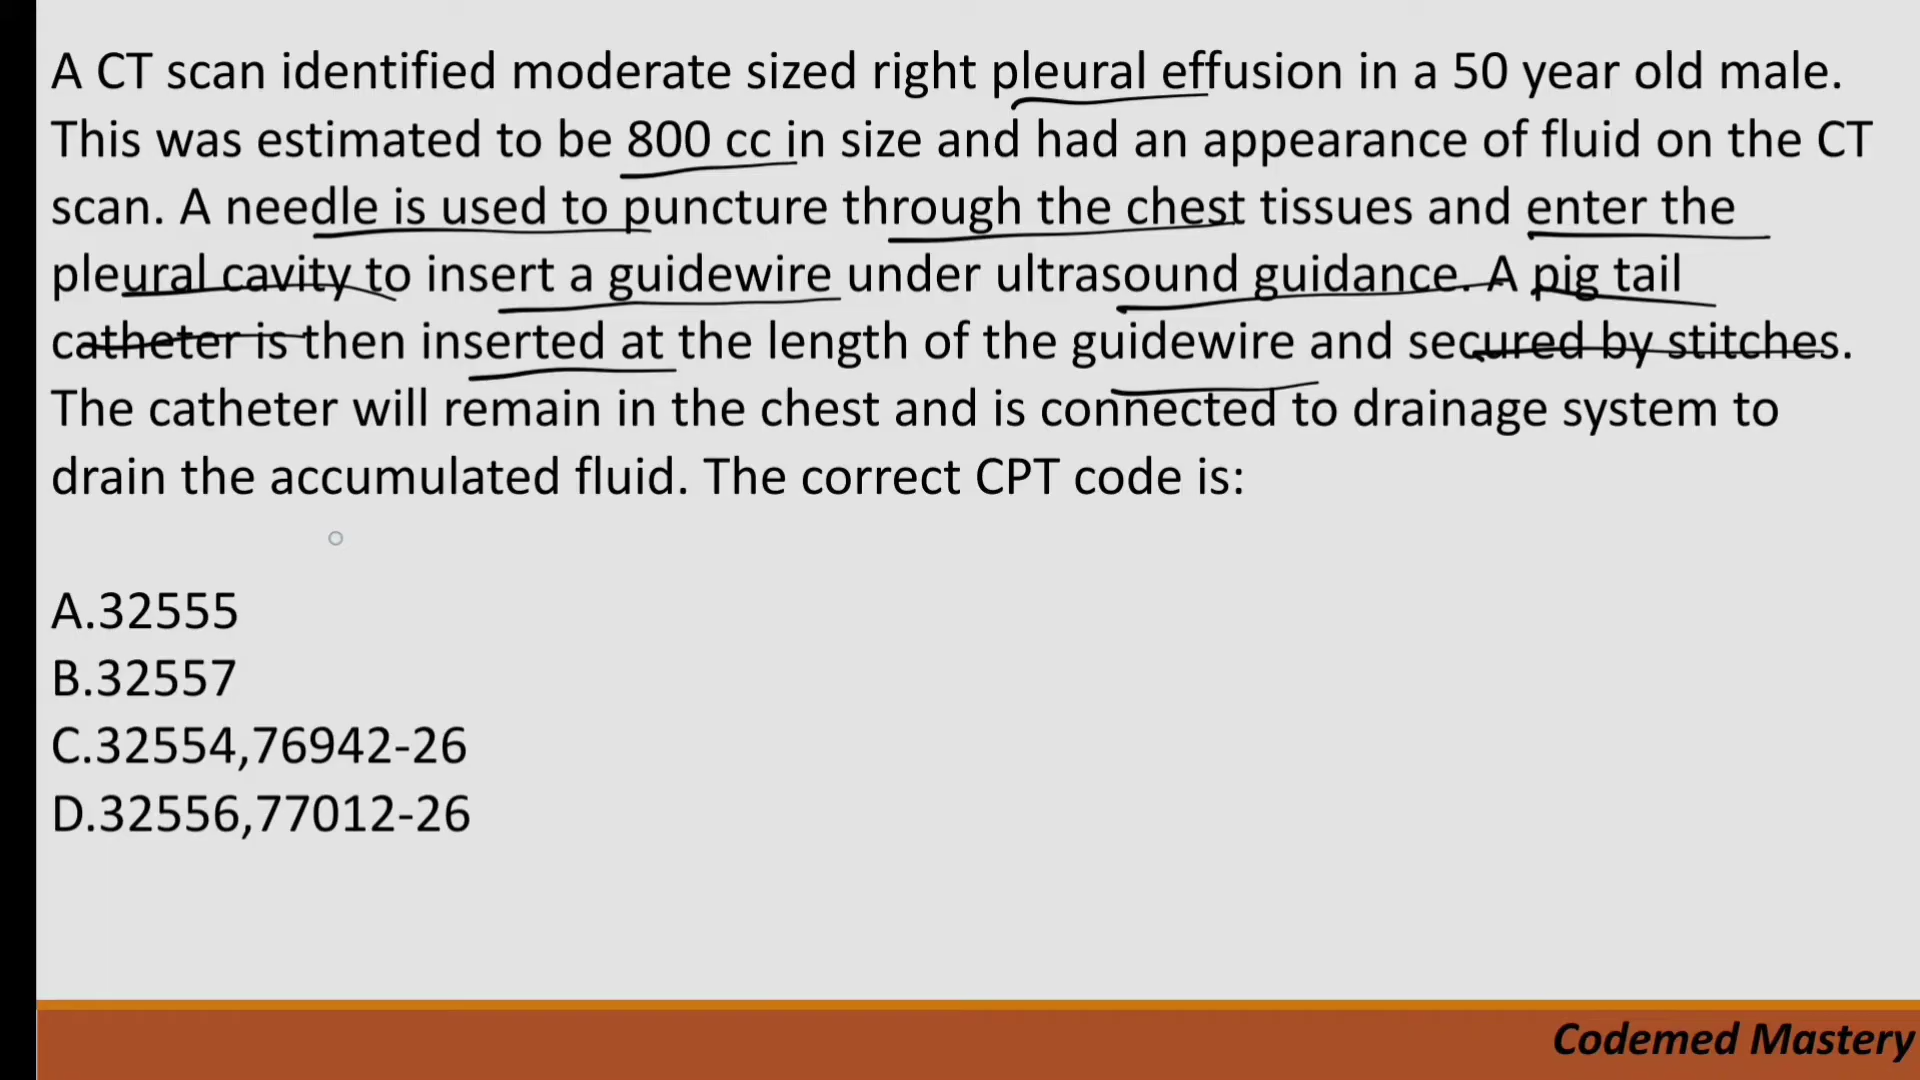 A CT scan identified moderate sized right pleural effusion in a 50 year old male.
This was estimated to be 800 cc in size and had an appearance of fluid on the CT
scan. A needle is used to puncture through the chest tissues and enter the
pleural cavity to insert a guidewire under ultrasound guidance. A pig tail
catheter is then inserted at the length of the guidewire and secured by stitches.
The catheter will remain in the chest and is connected to drainage system to
drain the accumulated fluid. The correct CPT code is:
A.32555
B.32557
C.32554,76942-26
D.32556,77012-26
Codemed Mastery